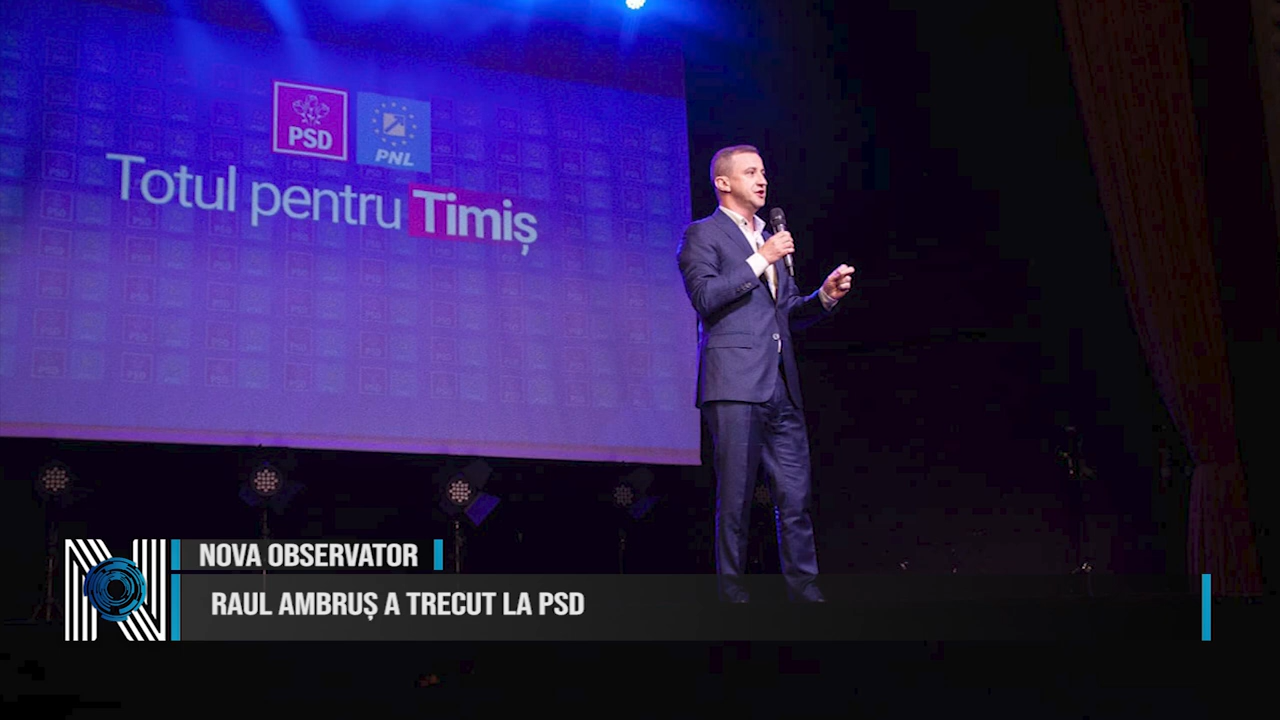 PSD
PNL
Totul pentru Timiș
NOVA OBSERVATOR
RAUL AMBRUȘ A TRECUT LA PSD